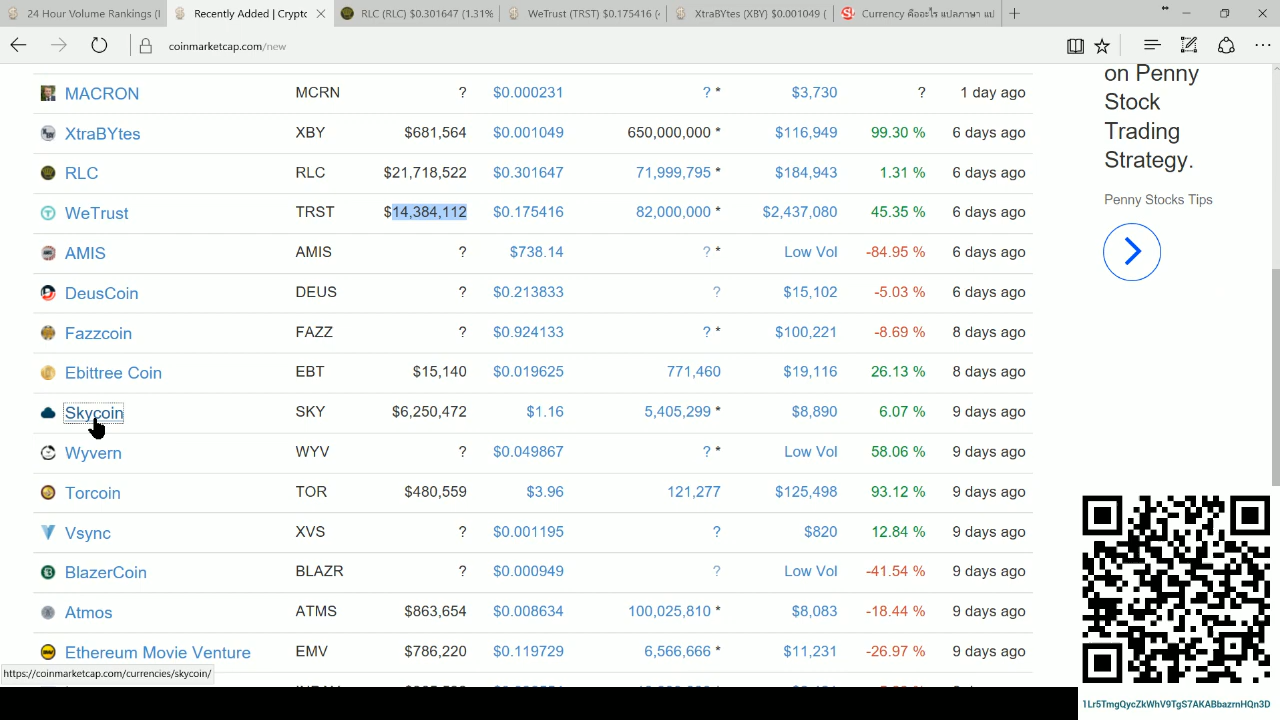 24 Hour Volume Rankings (
Recently Added | Crypto
RLC (RLC) $0.301647 (1.31%
WeTrust (TRST) $0.175416 (
XtraBYtes (XBY) $0.001049 (
Currency คืออะไร แปลภาษา แป
coinmarketcap.com/new
MACRON MCRN ? $0.000231 ? * $3,730 ? 1 day ago
XtraBYtes XBY $681,564 $0.001049 650,000,000 * $116,949 99.30 % 6 days ago
RLC RLC $21,718,522 $0.301647 71,999,795 * $184,943 1.31 % 6 days ago
WeTrust TRST $14,384,112 $0.175416 82,000,000 * $2,437,080 45.35 % 6 days ago
AMIS AMIS ? $738.14 ? * Low Vol -84.95 % 6 days ago
DeusCoin DEUS ? $0.213833 ? $15,102 -5.03 % 6 days ago
Fazzcoin FAZZ ? $0.924133 ? * $100,221 -8.69 % 8 days ago
Ebittree Coin EBT $15,140 $0.019625 771,460 $19,116 26.13 % 8 days ago
Skycoin SKY $6,250,472 $1.16 5,405,299 * $8,890 6.07 % 9 days ago
Wyvern WYV ? $0.049867 ? * Low Vol 58.06 % 9 days ago
Torcoin TOR $480,559 $3.96 121,277 $125,498 93.12 % 9 days ago
Vsync XVS ? $0.001195 ? $820 12.84 % 9 days ago
BlazerCoin BLAZR ? $0.000949 ? Low Vol -41.54 % 9 days ago
Atmos ATMS $863,654 $0.008634 100,025,810 * $8,083 -18.44 % 9 days ago
Ethereum Movie Venture EMV $786,220 $0.119729 6,566,666 * $11,231 -26.97 % 9 days ago
on Penny
Stock
Trading
Strategy.
Penny Stocks Tips
https://coinmarketcap.com/currencies/skycoin/
1Lr5TmgQycZkWhV9TgS7AKABbazrnHQn3D